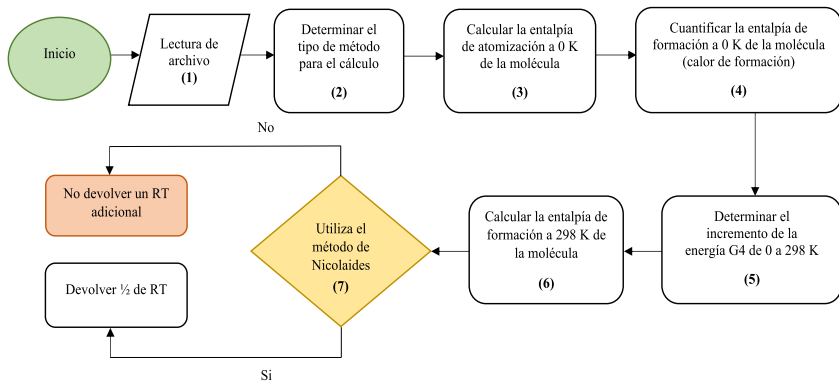 Inicio
Lectura de
archivo
(1)
Determinar el
tipo de método
para el cálculo
(2)
Calcular la entalpía
de atomización a 0 K
de la molécula
(3)
Cuantificar la entalpía de
formación a 0 K de la molécula
(calor de formación)
(4)
Determinar el
incremento de la
energía G4 de 0 a 298 K
(5)
Calcular la entalpía de
formación a 298 K de
la molécula
(6)
Utiliza el
método de
Nicolaides
(7)
No
No devolver un RT
adicional
Devolver ½ de RT
Si